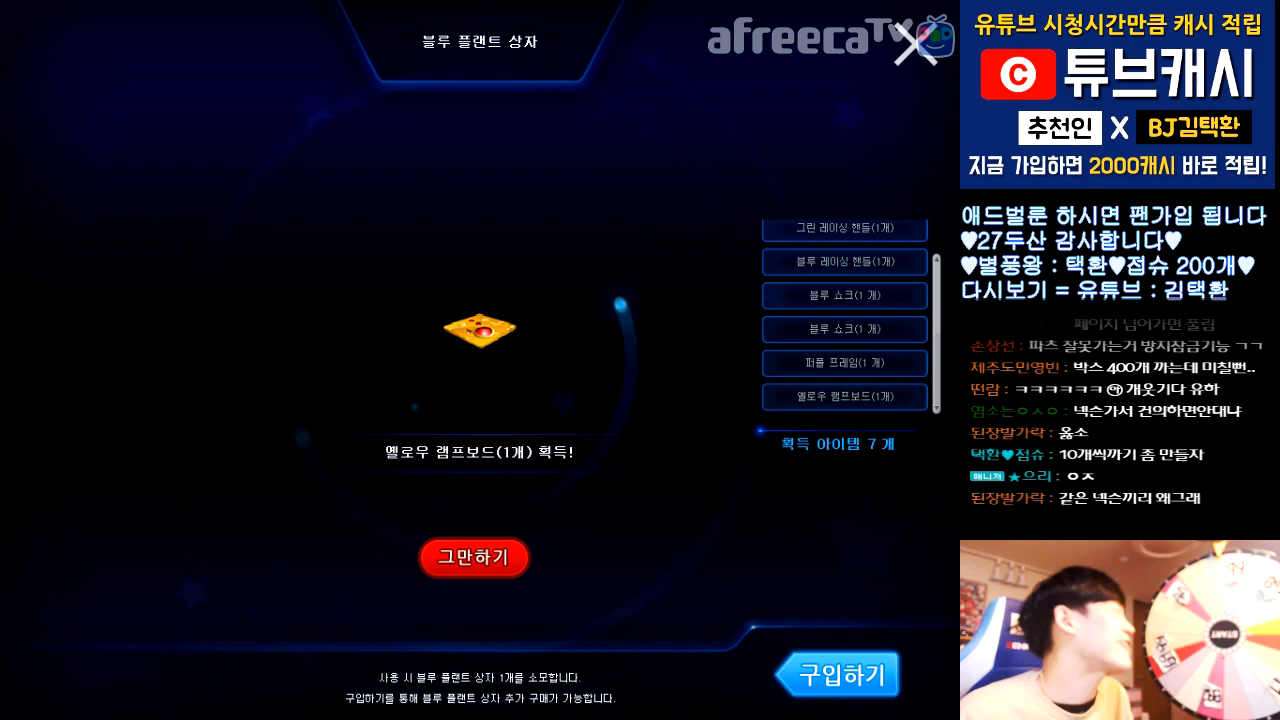 블루 플랜트 상자
afreecaTV
그린 레이싱 핸들(1개)
블루 레이싱 핸들(1개)
블루 쇼크(1 개)
블루 쇼크(1 개)
퍼플 프레임(1 개)
옐로우 램프보드(1개)
획득 아이템 7 개
옐로우 램프보드(1개) 획득!
그만하기
구입하기
사용 시 블루 플랜트 상자 1개을 소모합니다.
구입하기를 통해 블루 플랜트 상자 추가 구매가 가능합니다.
유튜브 시청시간만큼 캐시 적립
C 튜브캐시
추천인 X BJ김택환
지금 가입하면 2000캐시 바로 적립!
애드벌룬 하시면 팬가입 됩니다
♥27두산 감사합니다♥
♥별풍왕 : 택환♥접슈 200개♥
다시보기 = 유튜브 : 김택환
페이지 넘어가면 풀림
손상선 : 파츠 잘못가는거 방지잠금기능 ㄱㄱ
제주도민영빈 : 박스 400개 까는데 미칠뻔..
떤람 : ㅋㅋㅋㅋㅋㅋ 개웃기다 유하
염소는ㅇㅅㅇ : 넥슨가서 건의하면안대냐
된장발가락 : 옳소
택환♥접슈 : 10개씩까기 좀 만들자
매니저 ★으리 : ㅇㅈ
된장발가락 : 같은 넥슨끼리 왜그래
START